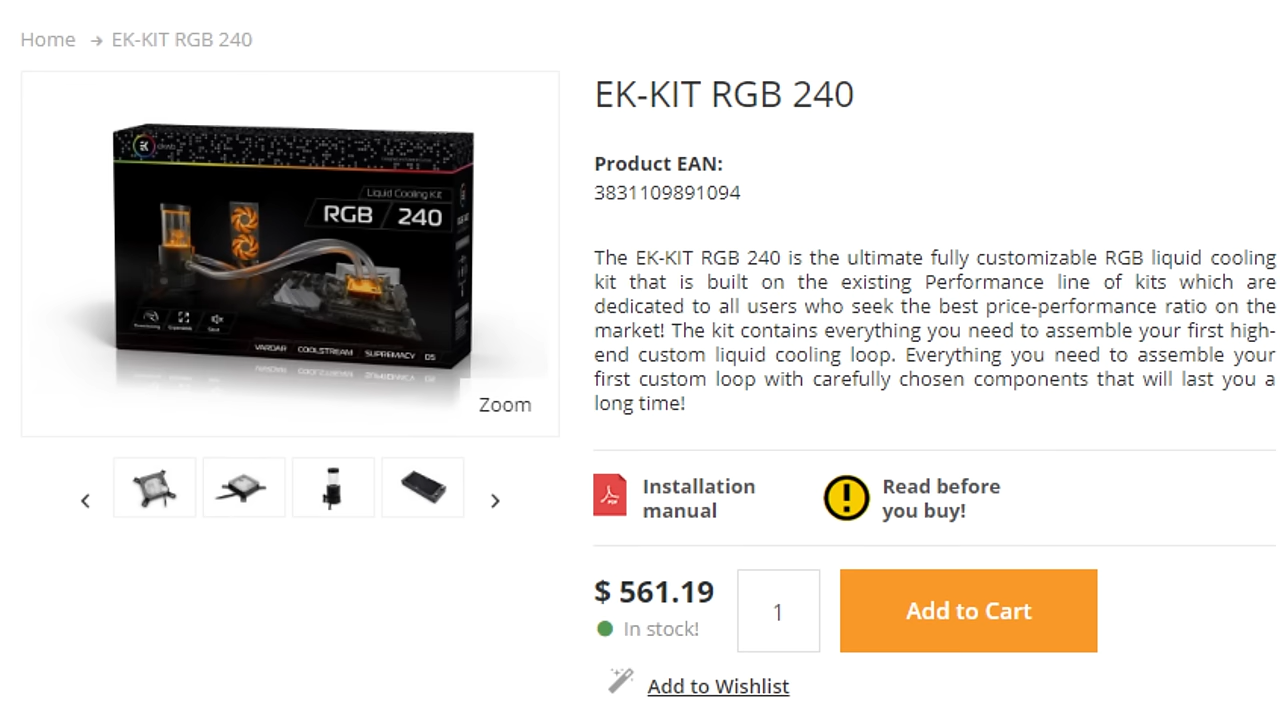 Home → EK-KIT RGB 240
EK-KIT RGB 240
Product EAN:
3831109891094
The EK-KIT RGB 240 is the ultimate fully customizable RGB liquid cooling
kit that is built on the existing Performance line of kits which are
dedicated to all users who seek the best price-performance ratio on the
market! The kit contains everything you need to assemble your first high-
end custom liquid cooling loop. Everything you need to assemble your
first custom loop with carefully chosen components that will last you a
long time!
Liquid Cooling Kit
RGB / 240
VARDAR COOLSTREAM SUPREMACY D5
Zoom
PDF
Installation
manual
Read before
you buy!
$ 561.19
1
Add to Cart
In stock!
Add to Wishlist